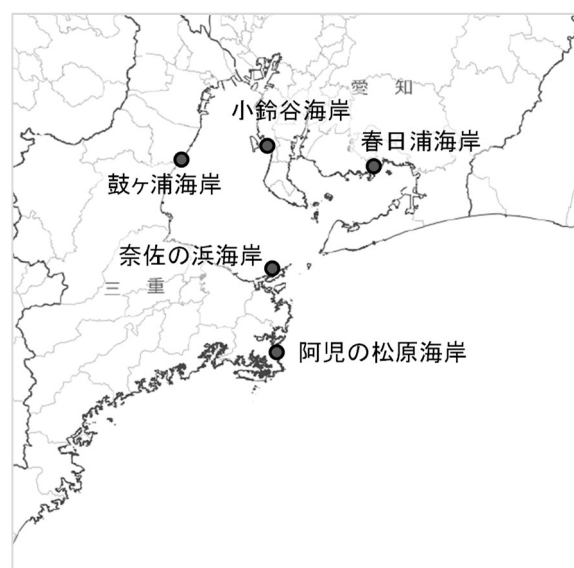 愛 知
小鈴谷海岸
春日浦海岸
鼓ヶ浦海岸
奈佐の浜海岸
三 重
阿児の松原海岸